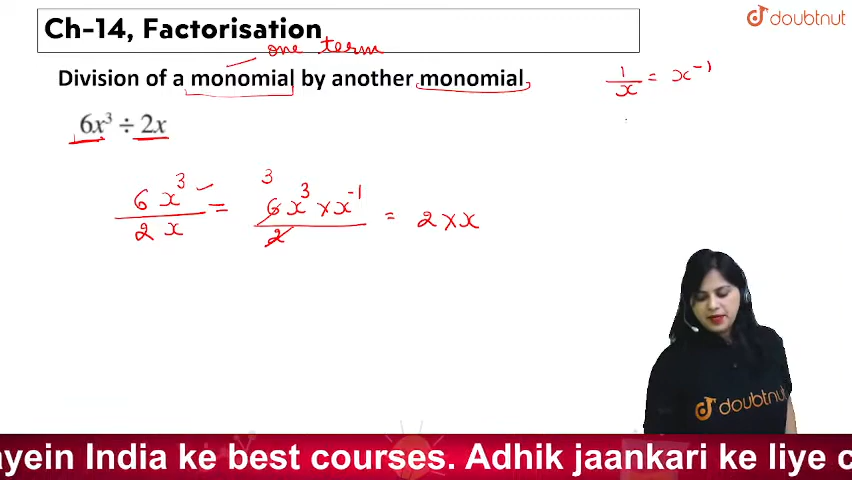 doubtnut
Ch-14, Factorisation
one term
Division of a monomial by another monomial
1/x = x⁻¹
6x³ ÷ 2x
6x³/2x = 3 6x³ × x⁻¹/2 = 2 × x
doubtnut
ayein India ke best courses. Adhik jaankari ke liye c